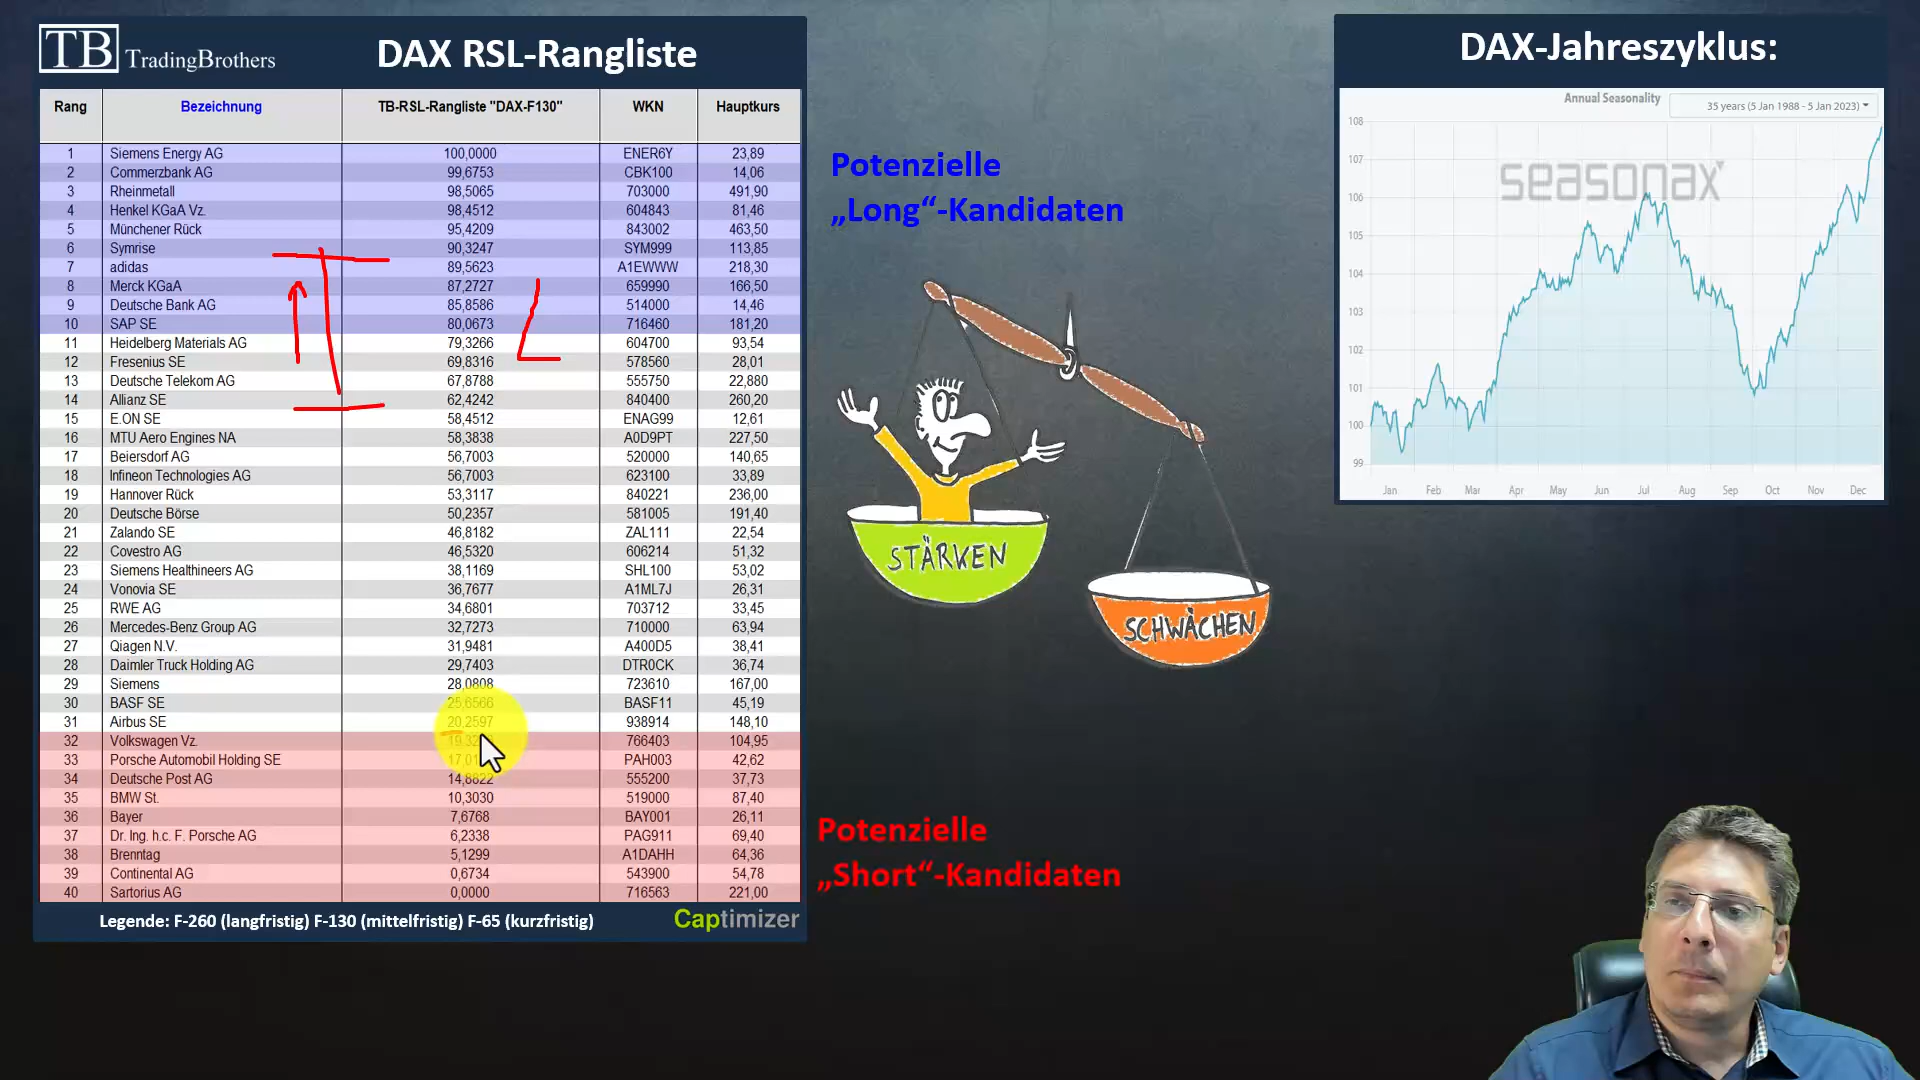 TB TradingBrothers
DAX RSL-Rangliste
Rang Bezeichnung TB-RSL-Rangliste "DAX-F130" WKN Hauptkurs
1 Siemens Energy AG 100,0000 ENER6Y 23,89
2 Commerzbank AG 99,6753 CBK100 14,06
3 Rheinmetall 98,5065 703000 491,90
4 Henkel KGaA Vz. 98,4512 604843 81,46
5 Münchener Rück 95,4209 843002 463,50
6 Symrise 90,3247 SYM999 113,85
7 adidas 89,5623 A1EWWW 218,30
8 Merck KGaA 87,2727 659990 166,50
9 Deutsche Bank AG 85,8586 514000 14,46
10 SAP SE 80,0673 716460 181,20
11 Heidelberg Materials AG 79,3266 604700 93,54
12 Fresenius SE 69,8316 578560 28,01
13 Deutsche Telekom AG 67,8788 555750 22,880
14 Allianz SE 62,4242 840400 260,20
15 E.ON SE 58,4512 ENAG99 12,61
16 MTU Aero Engines NA 58,3838 A0D9PT 227,50
17 Beiersdorf AG 56,7003 520000 140,65
18 Infineon Technologies AG 56,7003 623100 33,89
19 Hannover Rück 53,3117 840221 236,00
20 Deutsche Börse 50,2357 581005 191,40
21 Zalando SE 46,8182 ZAL111 22,54
22 Covestro AG 46,5320 606214 51,32
23 Siemens Healthineers AG 38,1169 SHL100 53,02
24 Vonovia SE 36,7677 A1ML7J 26,31
25 RWE AG 34,6801 703712 33,45
26 Mercedes-Benz Group AG 32,7273 710000 63,94
27 Qiagen N.V. 31,9481 A400D5 38,41
28 Daimler Truck Holding AG 29,7403 DTR0CK 36,74
29 Siemens 28,0808 723610 167,00
30 BASF SE 25,6566 BASF11 45,19
31 Airbus SE 20,2597 938914 148,10
32 Volkswagen Vz. 766403 104,95
33 Porsche Automobil Holding SE PAH003 42,62
34 Deutsche Post AG 14,8822 555200 37,73
35 BMW St. 10,3030 519000 87,40
36 Bayer 7,6768 BAY001 26,11
37 Dr. Ing. h.c. F. Porsche AG 6,2338 PAG911 69,40
38 Brenntag 5,1299 A1DAHH 64,36
39 Continental AG 0,6734 543900 54,78
40 Sartorius AG 0,0000 716563 221,00
Legende: F-260 (langfristig) F-130 (mittelfristig) F-65 (kurzfristig)
Captimizer
L
Potenzielle
„Long“-Kandidaten
STÄRKEN
SCHWÄCHEN
Potenzielle
„Short“-Kandidaten
DAX-Jahreszyklus:
Annual Seasonality
35 years (5 Jan 1988 - 5 Jan 2023)
seasonax
108
107
106
105
104
103
102
101
100
99
Jan Feb Mar Apr May Jun Jul Aug Sep Oct Nov Dec